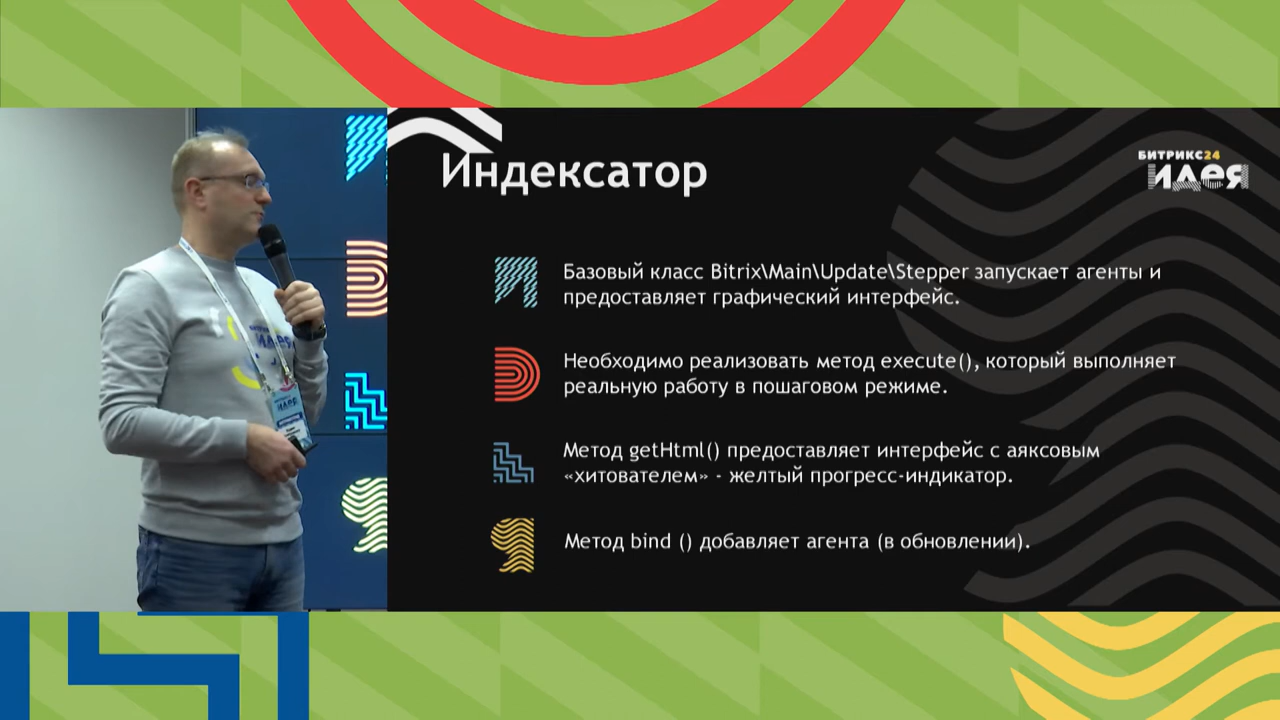 Индексатор
БИТРИКС24
идея
Базовый класс Bitrix\Main\Update\Stepper запускает агенты и
предоставляет графический интерфейс.
Необходимо реализовать метод execute(), который выполняет
реальную работу в пошаговом режиме.
Метод getHtml() предоставляет интерфейс с аяксовым
«хитователем» - желтый прогресс-индикатор.
Метод bind () добавляет агента (в обновлении).